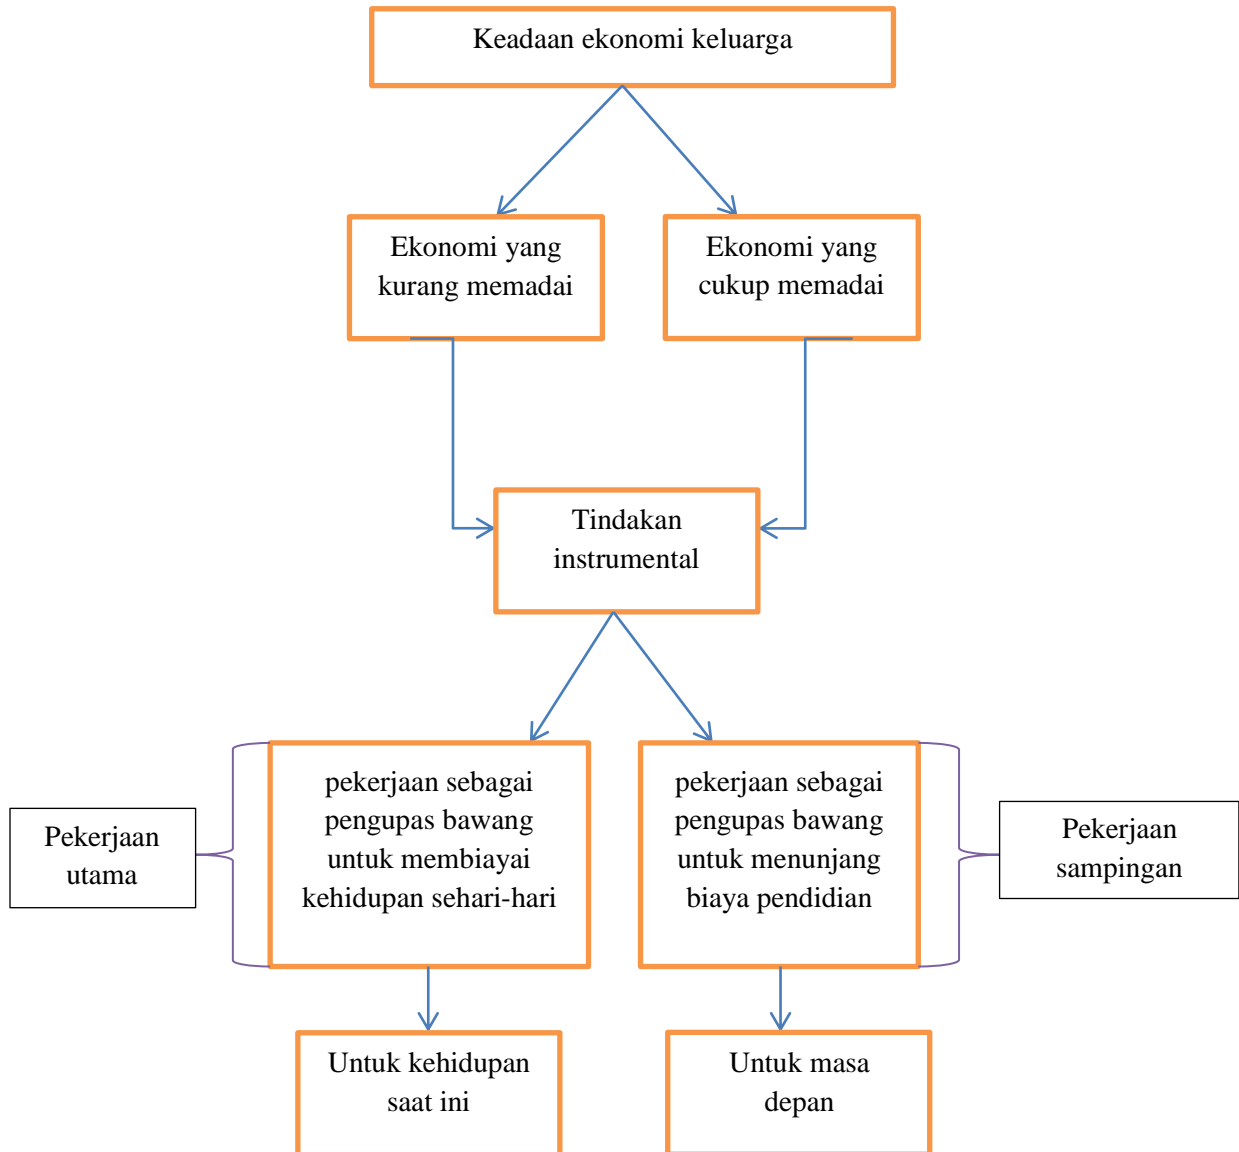 Keadaan ekonomi keluarga
Ekonomi yang
kurang memadai
Ekonomi yang
cukup memadai
Tindakan
instrumental
Pekerjaan
utama
pekerjaan sebagai
pengupas bawang
untuk membiayai
kehidupan sehari-hari
pekerjaan sebagai
pengupas bawang
untuk menunjang
biaya pendidian
Pekerjaan
sampingan
Untuk kehidupan
saat ini
Untuk masa
depan